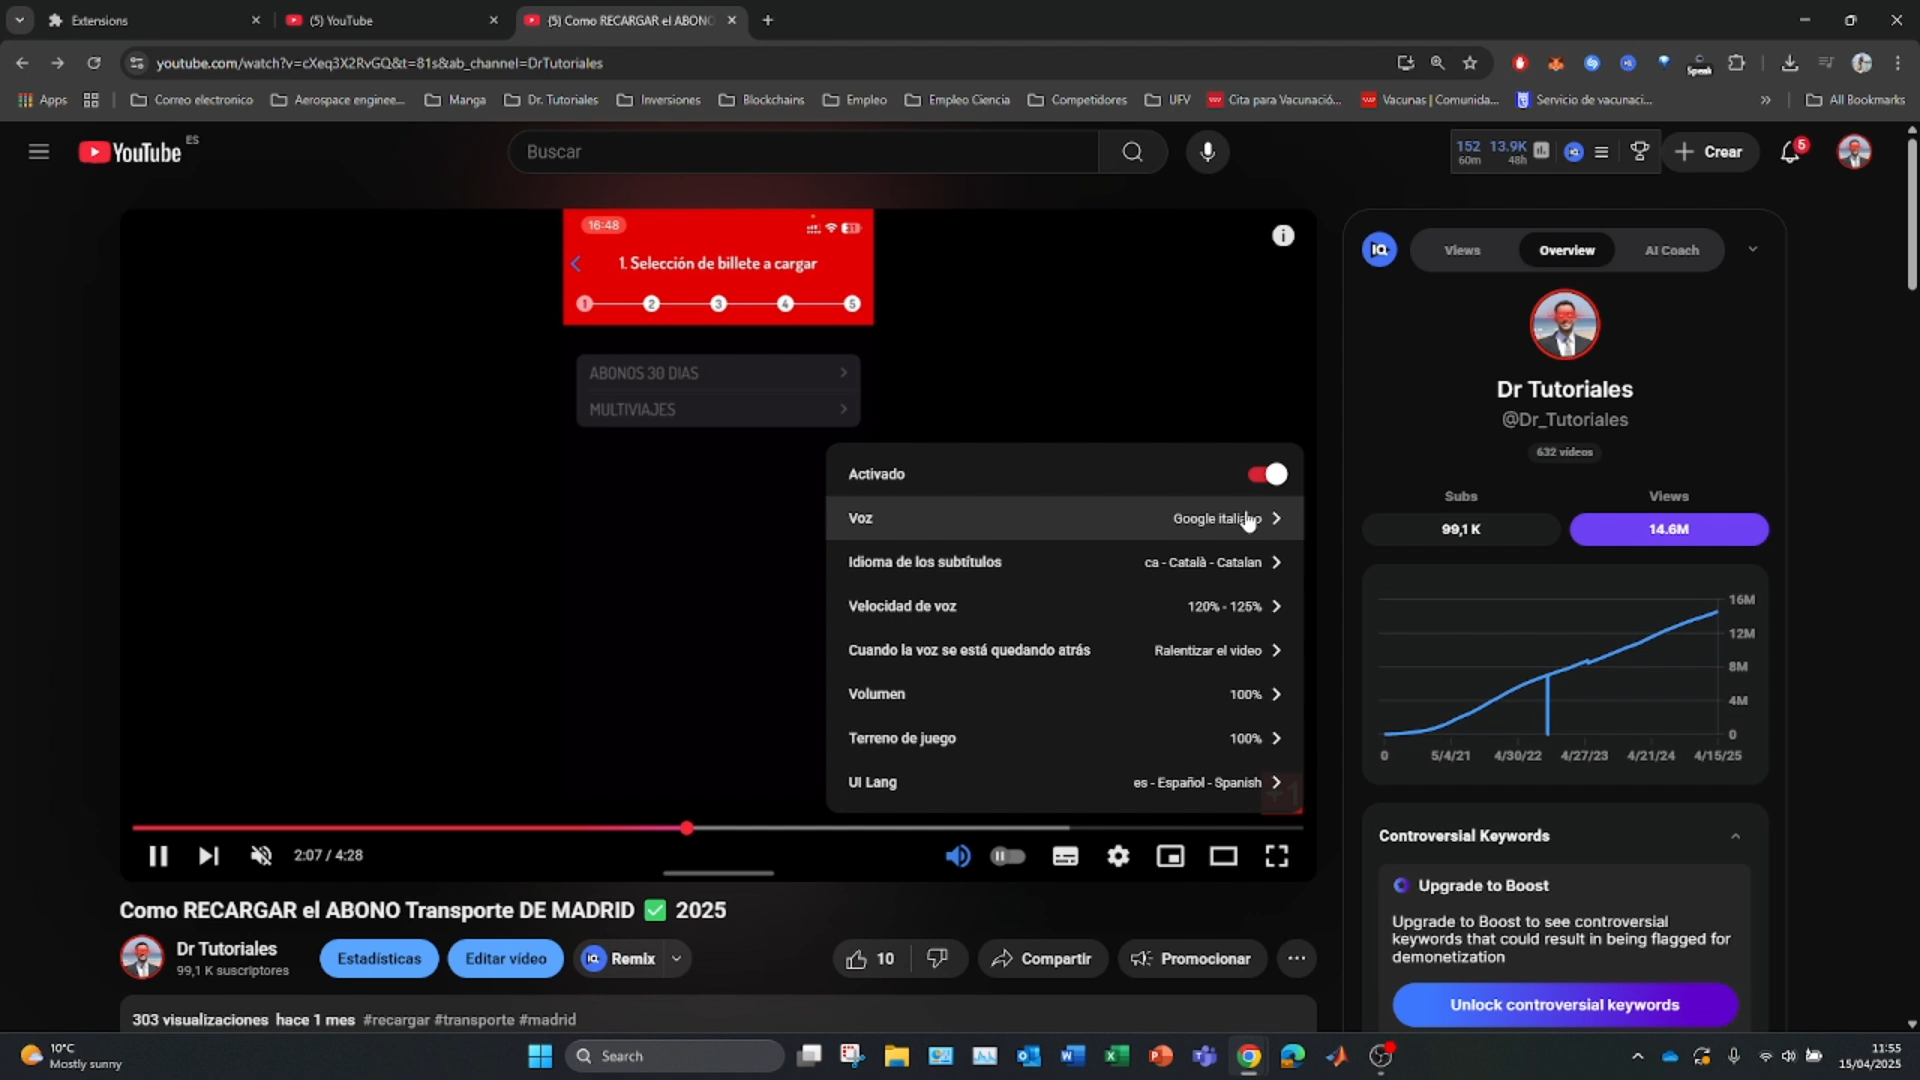 Extensions
(5) YouTube
(5) Como RECARGAR el ABONO
youtube.com/watch?v=cXeq3X2RvGQ&t=81s&ab_channel=DrTutoriales
Speak
Apps
Correo electronico
Aerospace enginee...
Manga
Dr. Tutoriales
Inversiones
Blockchains
Empleo
Empleo Ciencia
Competidores
UFV
Cita para Vacunació...
Vacunas | Comunida...
Servicio de vacunaci...
All Bookmarks
YouTube ES
Buscar
152 13.9K
60m 48h
Crear
5
16:48
1. Selección de billete a cargar
1 2 3 4 5
ABONOS 30 DIAS
MULTIVIAJES
Activado
Voz Google italiano
Idioma de los subtítulos ca - Català - Catalan
Velocidad de voz 120% - 125%
Cuando la voz se está quedando atrás Ralentizar el video
Volumen 100%
Terreno de juego 100%
UI Lang es - Español - Spanish
2:07 / 4:28
Como RECARGAR el ABONO Transporte DE MADRID ✅ 2025
Dr Tutoriales
99,1 K suscriptores
Estadísticas
Editar vídeo
Remix
10
Compartir
Promocionar
303 visualizaciones hace 1 mes #recargar #transporte #madrid
Views
Overview
AI Coach
Dr Tutoriales
@Dr_Tutoriales
632 vídeos
Subs Views
99,1 K 14.6M
16M
12M
8M
4M
0
0 5/4/21 4/30/22 4/27/23 4/21/24 4/15/25
Controversial Keywords
Upgrade to Boost
Upgrade to Boost to see controversial
keywords that could result in being flagged for
demonetization
Unlock controversial keywords
10°C
Mostly sunny
Search
11:55
15/04/2025